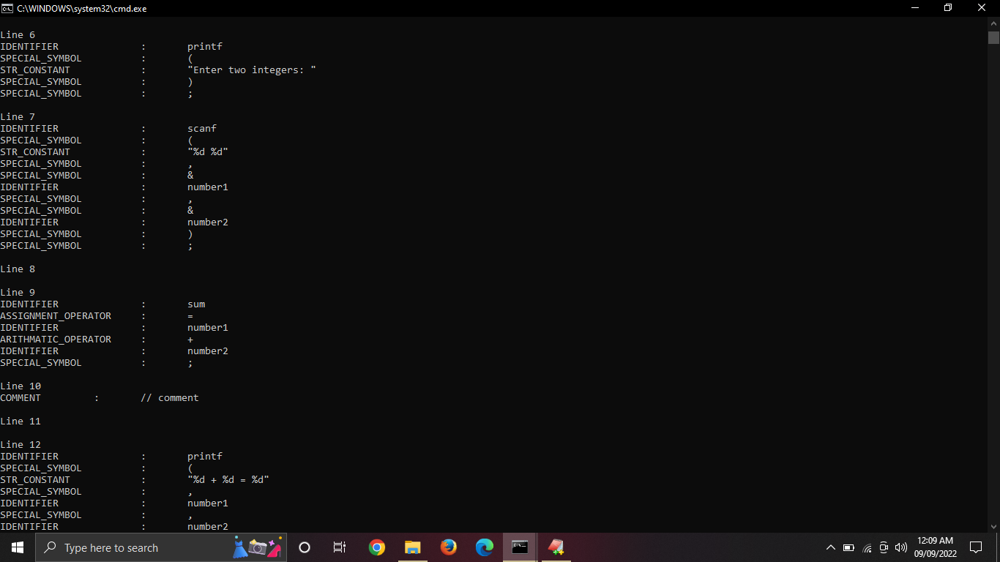 C:\WINDOWS\system32\cmd.exe
Line 6
IDENTIFIER : printf
SPECIAL_SYMBOL : (
STR_CONSTANT : "Enter two integers: "
SPECIAL_SYMBOL : )
SPECIAL_SYMBOL : ;
Line 7
IDENTIFIER : scanf
SPECIAL_SYMBOL : (
STR_CONSTANT : "%d %d"
SPECIAL_SYMBOL : ,
SPECIAL_SYMBOL : &
IDENTIFIER : number1
SPECIAL_SYMBOL : ,
SPECIAL_SYMBOL : &
IDENTIFIER : number2
SPECIAL_SYMBOL : )
SPECIAL_SYMBOL : ;
Line 8
Line 9
IDENTIFIER : sum
ASSIGNMENT_OPERATOR : =
IDENTIFIER : number1
ARITHMATIC_OPERATOR : +
IDENTIFIER : number2
SPECIAL_SYMBOL : ;
Line 10
COMMENT : // comment
Line 11
Line 12
IDENTIFIER : printf
SPECIAL_SYMBOL : (
STR_CONSTANT : "%d + %d = %d"
SPECIAL_SYMBOL : ,
IDENTIFIER : number1
SPECIAL_SYMBOL : ,
IDENTIFIER : number2
Type here to search
12:09 AM
09/09/2022